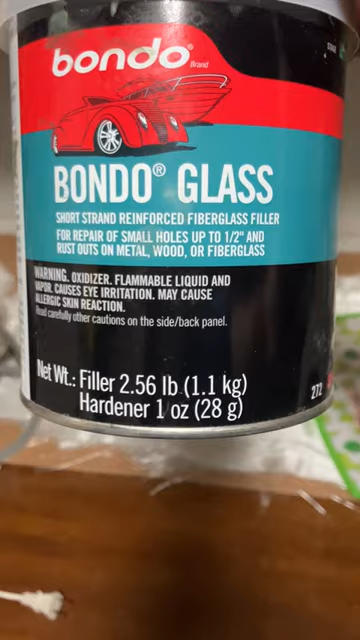 bondo®
Brand
BONDO® GLASS
SHORT STRAND REINFORCED FIBERGLASS FILLER
FOR REPAIR OF SMALL HOLES UP TO 1/2" AND
RUST OUTS ON METAL, WOOD, OR FIBERGLASS
WARNING. OXIDIZER. FLAMMABLE LIQUID AND
VAPOR. CAUSES EYE IRRITATION. MAY CAUSE
ALLERGIC SKIN REACTION.
Read carefully other cautions on the side/back panel.
Net Wt.: Filler 2.56 lb (1.1 kg)
Hardener 1 oz (28 g)
272